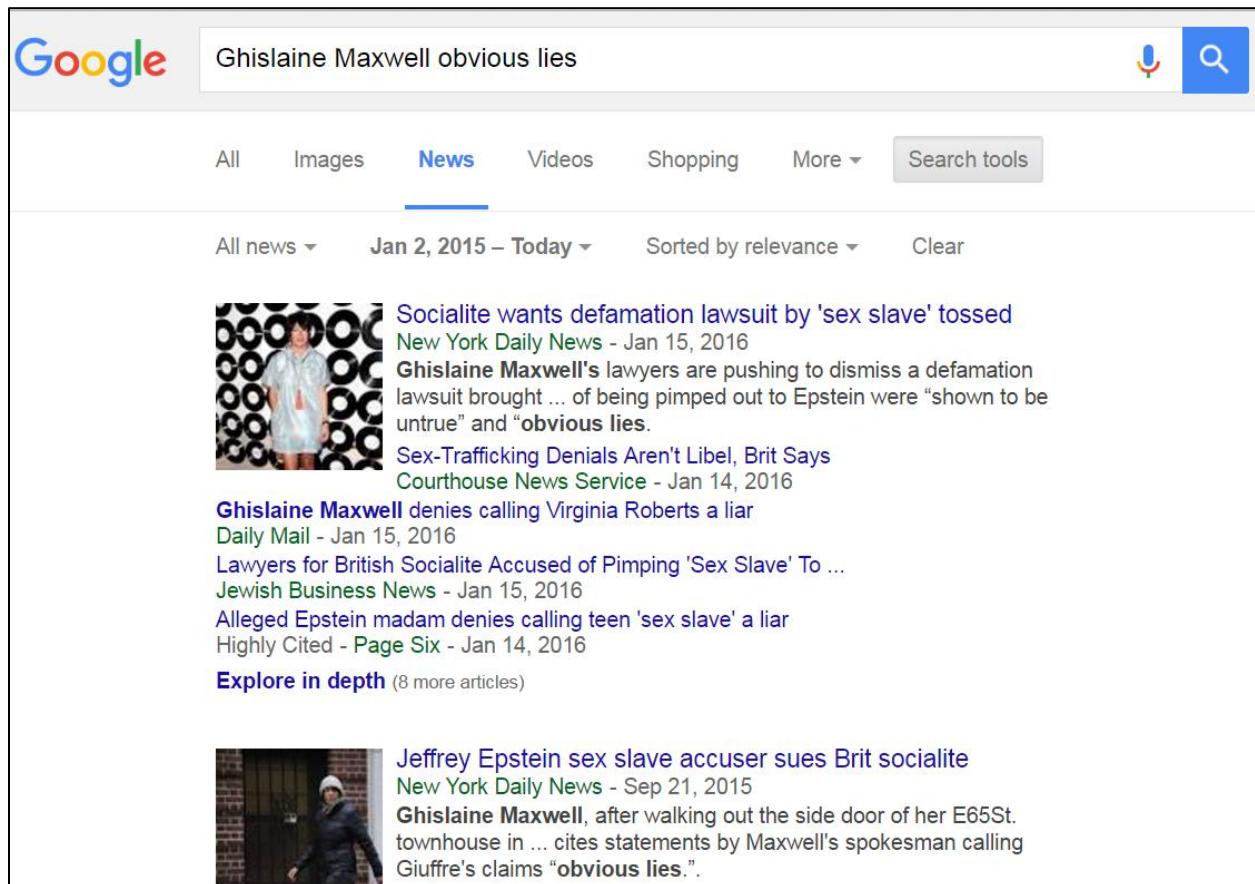 Google
Ghislaine Maxwell obvious lies
All Images News Videos Shopping More Search tools
All news Jan 2, 2015 – Today Sorted by relevance Clear
Socialite wants defamation lawsuit by 'sex slave' tossed
New York Daily News - Jan 15, 2016
Ghislaine Maxwell's lawyers are pushing to dismiss a defamation
lawsuit brought ... of being pimped out to Epstein were “shown to be
untrue” and “obvious lies.
Sex-Trafficking Denials Aren't Libel, Brit Says
Courthouse News Service - Jan 14, 2016
Ghislaine Maxwell denies calling Virginia Roberts a liar
Daily Mail - Jan 15, 2016
Lawyers for British Socialite Accused of Pimping 'Sex Slave' To ...
Jewish Business News - Jan 15, 2016
Alleged Epstein madam denies calling teen 'sex slave' a liar
Highly Cited - Page Six - Jan 14, 2016
Explore in depth (8 more articles)
Jeffrey Epstein sex slave accuser sues Brit socialite
New York Daily News - Sep 21, 2015
Ghislaine Maxwell, after walking out the side door of her E65St.
townhouse in ... cites statements by Maxwell's spokesman calling
Giuffre's claims “obvious lies.”.